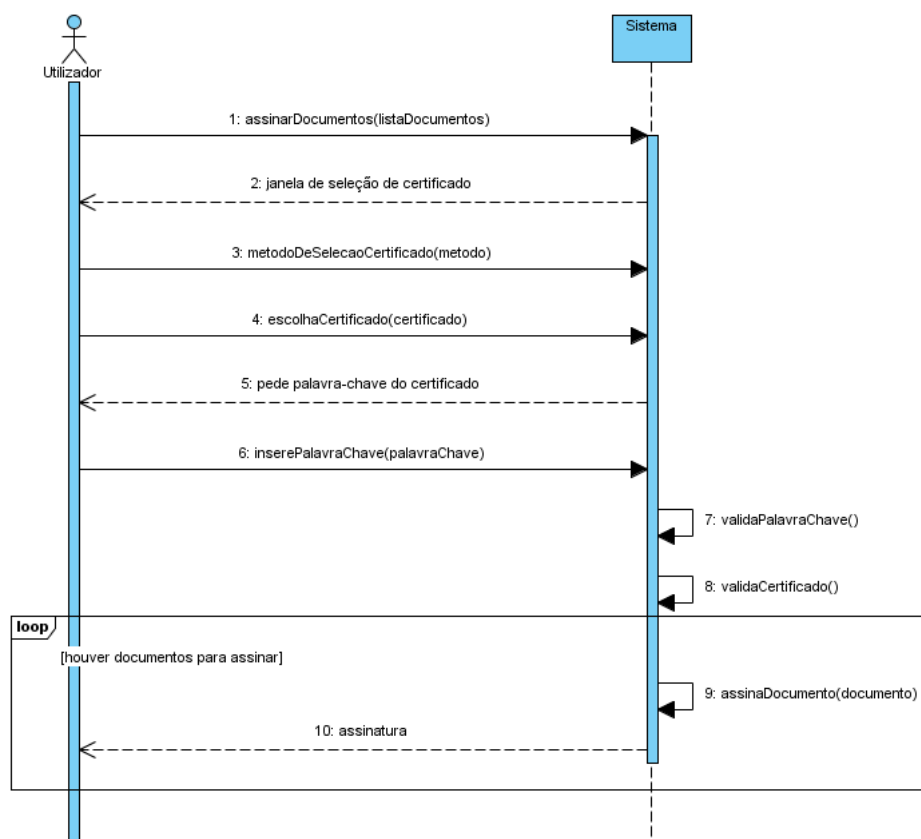 Sistema
Utilizador
1: assinarDocumentos(listaDocumentos)
2: janela de seleção de certificado
3: metodoDeSelecaoCertificado(metodo)
4: escolhaCertificado(certificado)
5: pede palavra-chave do certificado
6: inserePalavraChave(palavraChave)
7: validaPalavraChave()
8: validaCertificado()
loop
[houver documentos para assinar]
9: assinaDocumento(documento)
10: assinatura